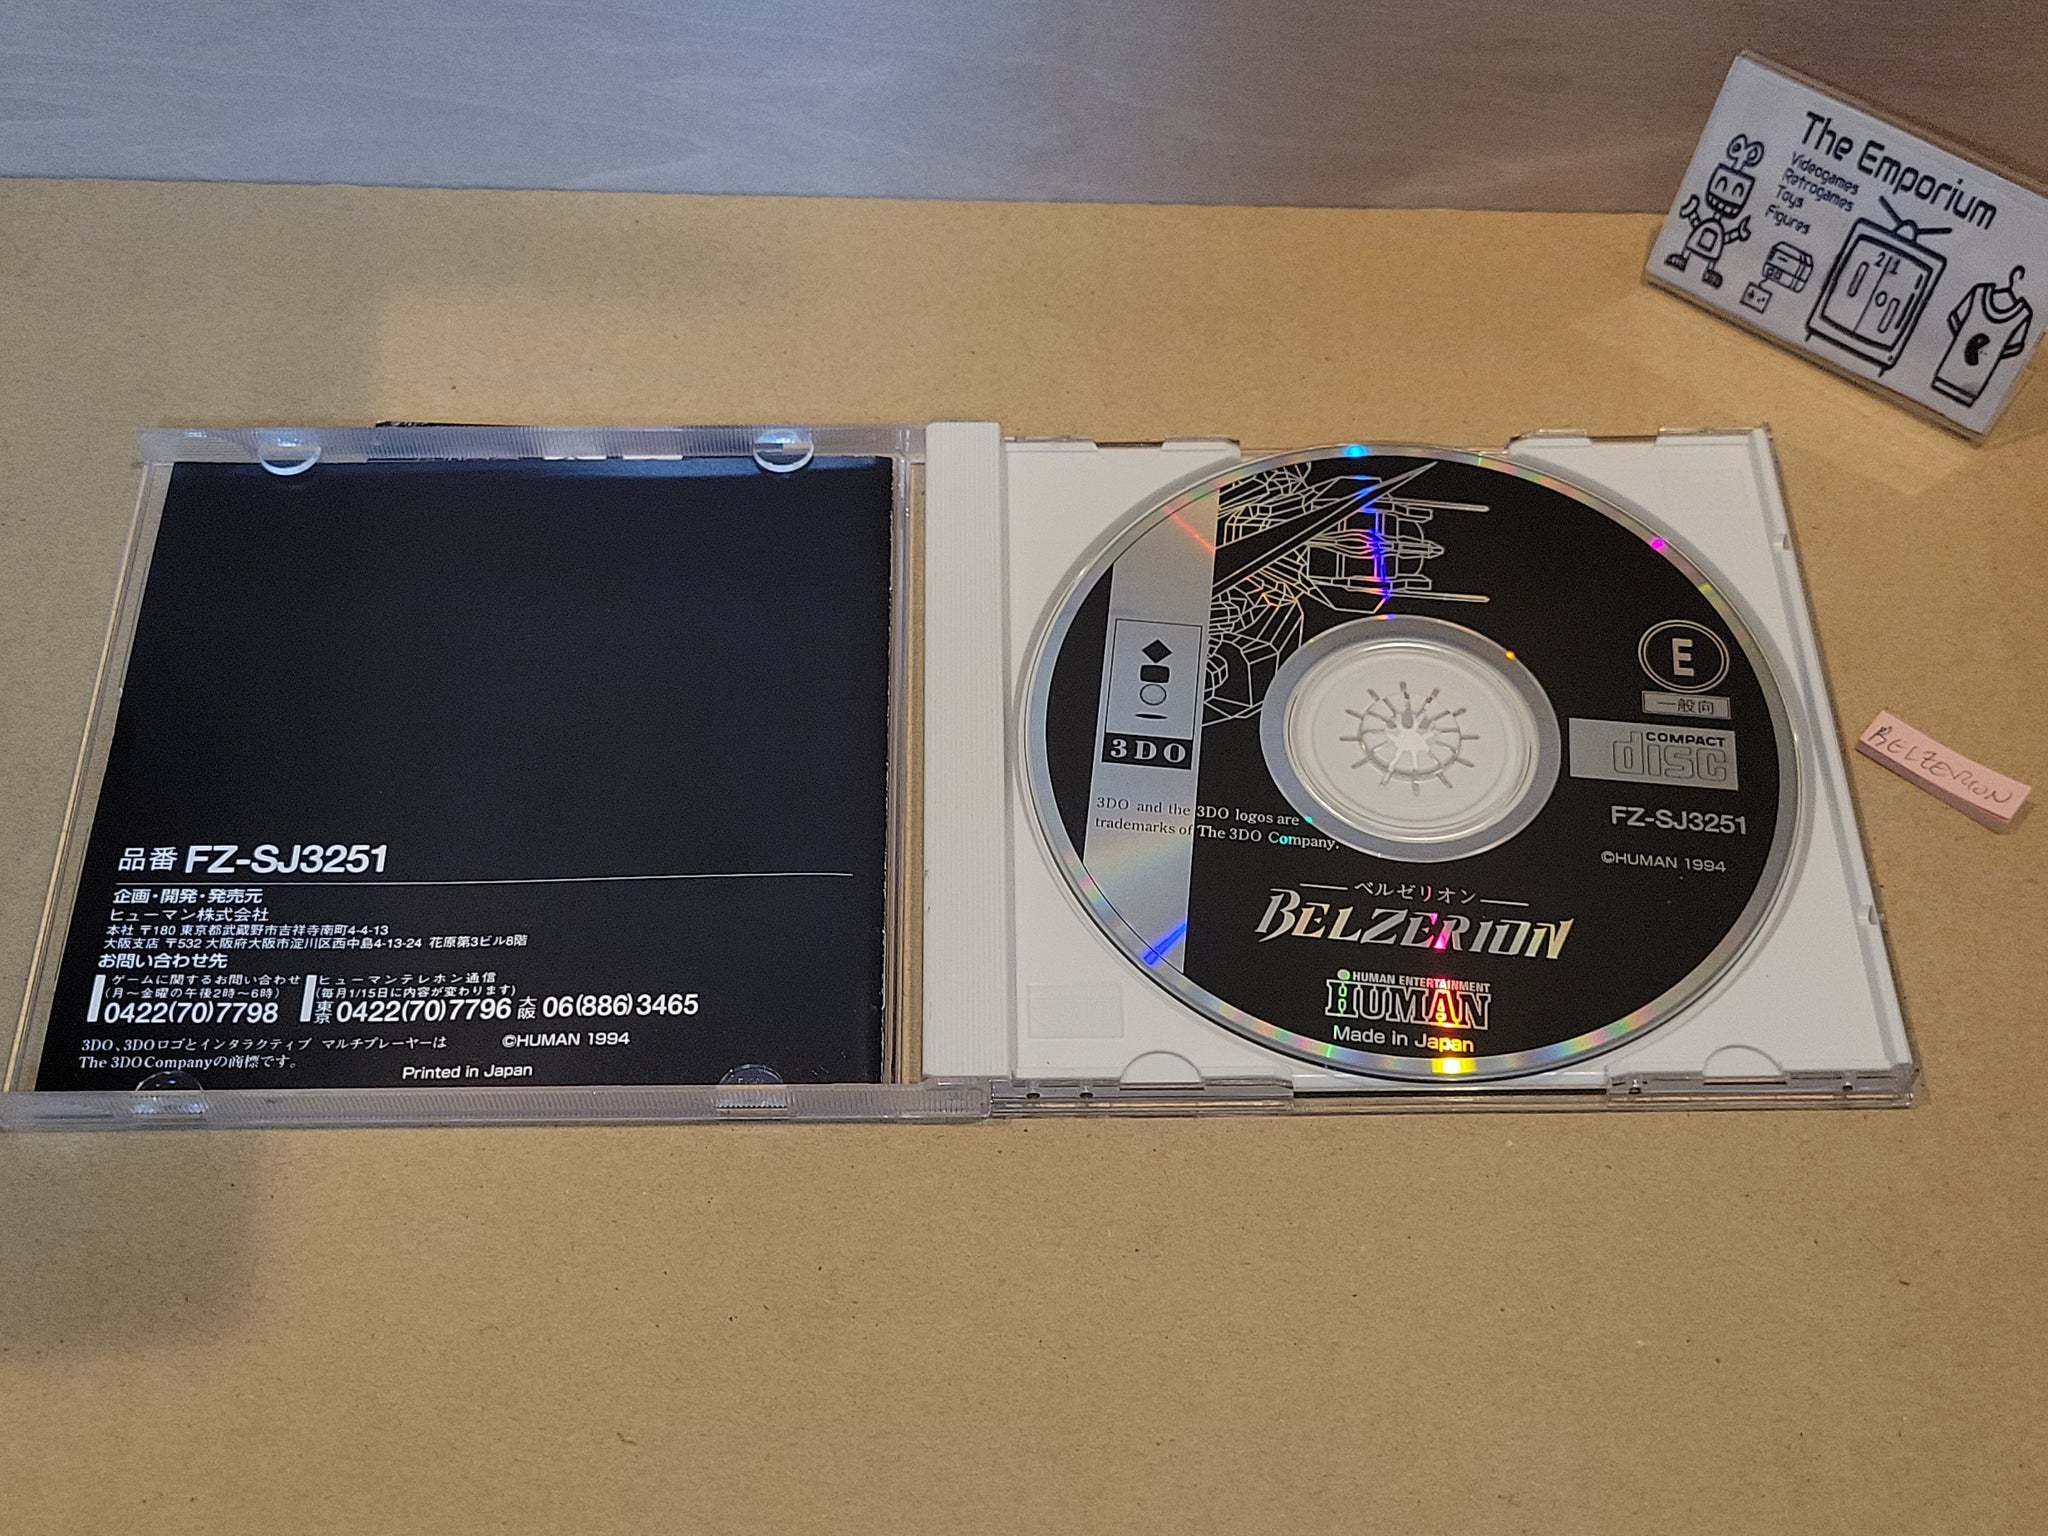 The Emporium
Videogames
Retrogames
Toys
Figures
21
品番 FZ-SJ3251
企画・開発・発売元
ヒューマン株式会社
本社 〒180 東京都武蔵野市吉祥寺南町4-4-13
大阪支店 〒532 大阪府大阪市淀川区西中島4-13-24 花原第3ビル8階
お問い合わせ先
ゲームに関するお問い合わせ
(月〜金曜の午後2時〜6時)
0422(70)7798
ヒューマンテレホン通信
(毎月1/15日に内容が変わります)
東京 0422(70)7796 大阪 06(886)3465
3DO、3DOロゴとインタラクティブ マルチプレーヤーは
The 3DO Companyの商標です。
©HUMAN 1994
Printed in Japan
3DO
3DO and the 3DO logos are
trademarks of The 3DO Company.
E
一般向
COMPACT
disc
FZ-SJ3251
©HUMAN 1994
ベルゼリオン
BELZERION
HUMAN ENTERTAINMENT
HUMAN
Made in Japan
BELZERION